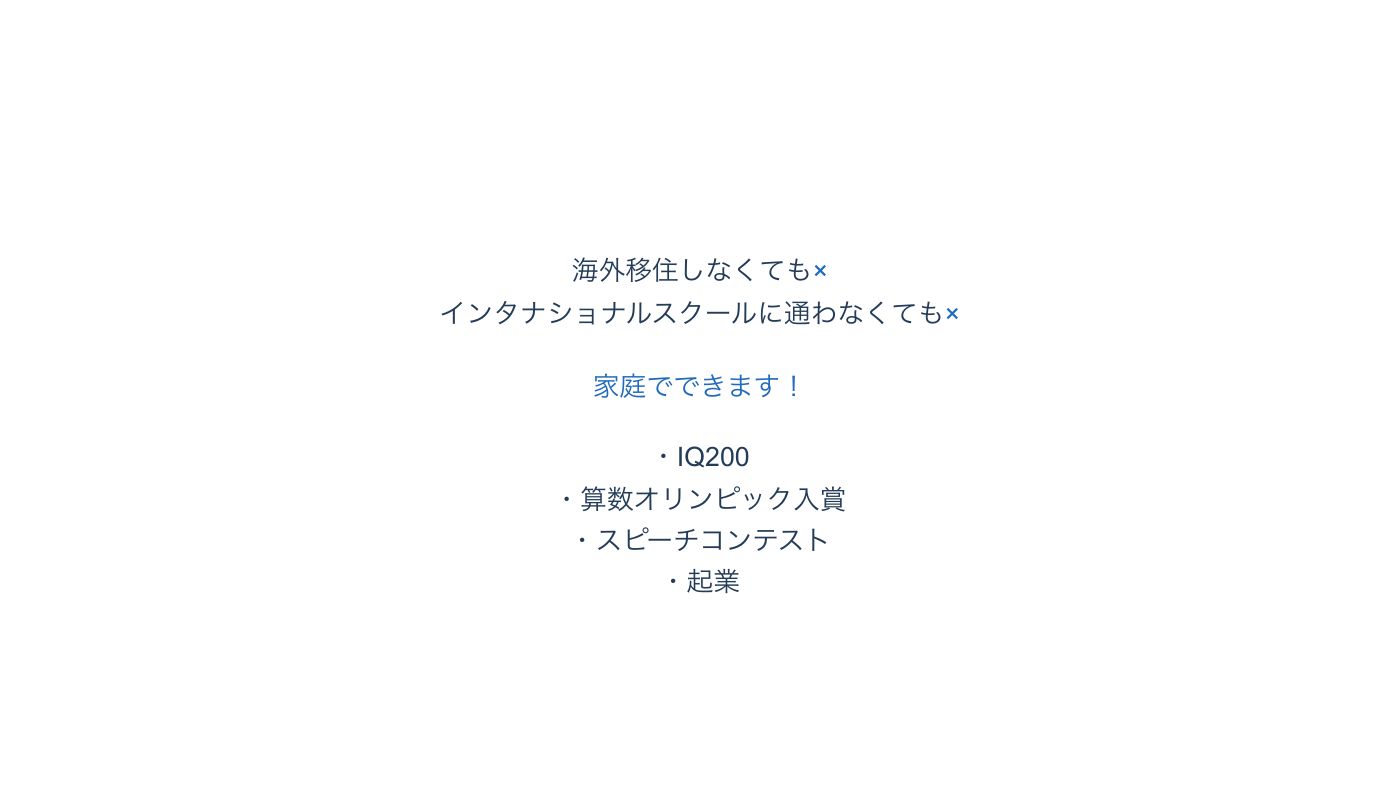 海外移住しなくても×
インタナショナルスクールに通わなくても×
家庭でできます！
・IQ200
・算数オリンピック入賞
・スピーチコンテスト
・起業